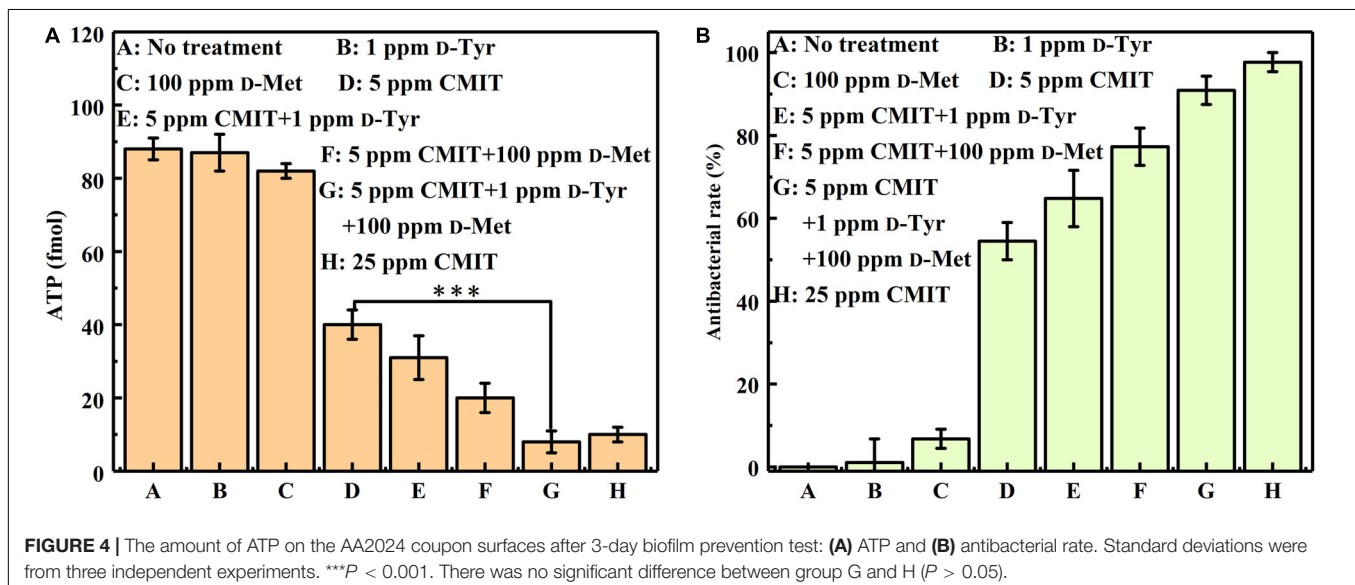 A
A: No treatment
B: 1 ppm D-Tyr
C: 100 ppm D-Met
D: 5 ppm CMIT
E: 5 ppm CMIT+1 ppm D-Tyr
F: 5 ppm CMIT+100 ppm D-Met
G: 5 ppm CMIT+1 ppm D-Tyr
+100 ppm D-Met
H: 25 ppm CMIT
***
ATP (fmol)
120
100
80
60
40
20
0
A B C D E F G H
B
A: No treatment
B: 1 ppm D-Tyr
C: 100 ppm D-Met
D: 5 ppm CMIT
E: 5 ppm CMIT+1 ppm D-Tyr
F: 5 ppm CMIT+100 ppm D-Met
G: 5 ppm CMIT
+1 ppm D-Tyr
+100 ppm D-Met
H: 25 ppm CMIT
Antibacterial rate (%)
100
80
60
40
20
0
A B C D E F G H
FIGURE 4 | The amount of ATP on the AA2024 coupon surfaces after 3-day biofilm prevention test: (A) ATP and (B) antibacterial rate. Standard deviations were
from three independent experiments. ***P < 0.001. There was no significant difference between group G and H (P > 0.05).